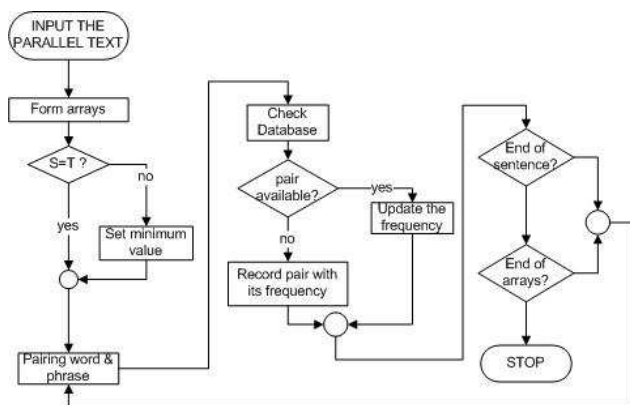 INPUT THE
PARALLEL TEXT
Form arrays
S=T ?
no
yes
Set minimum
value
Pairing word &
phrase
Check
Database
pair
available?
yes
no
Update the
frequency
Record pair with
its frequency
End of
sentence?
End of
arrays?
STOP